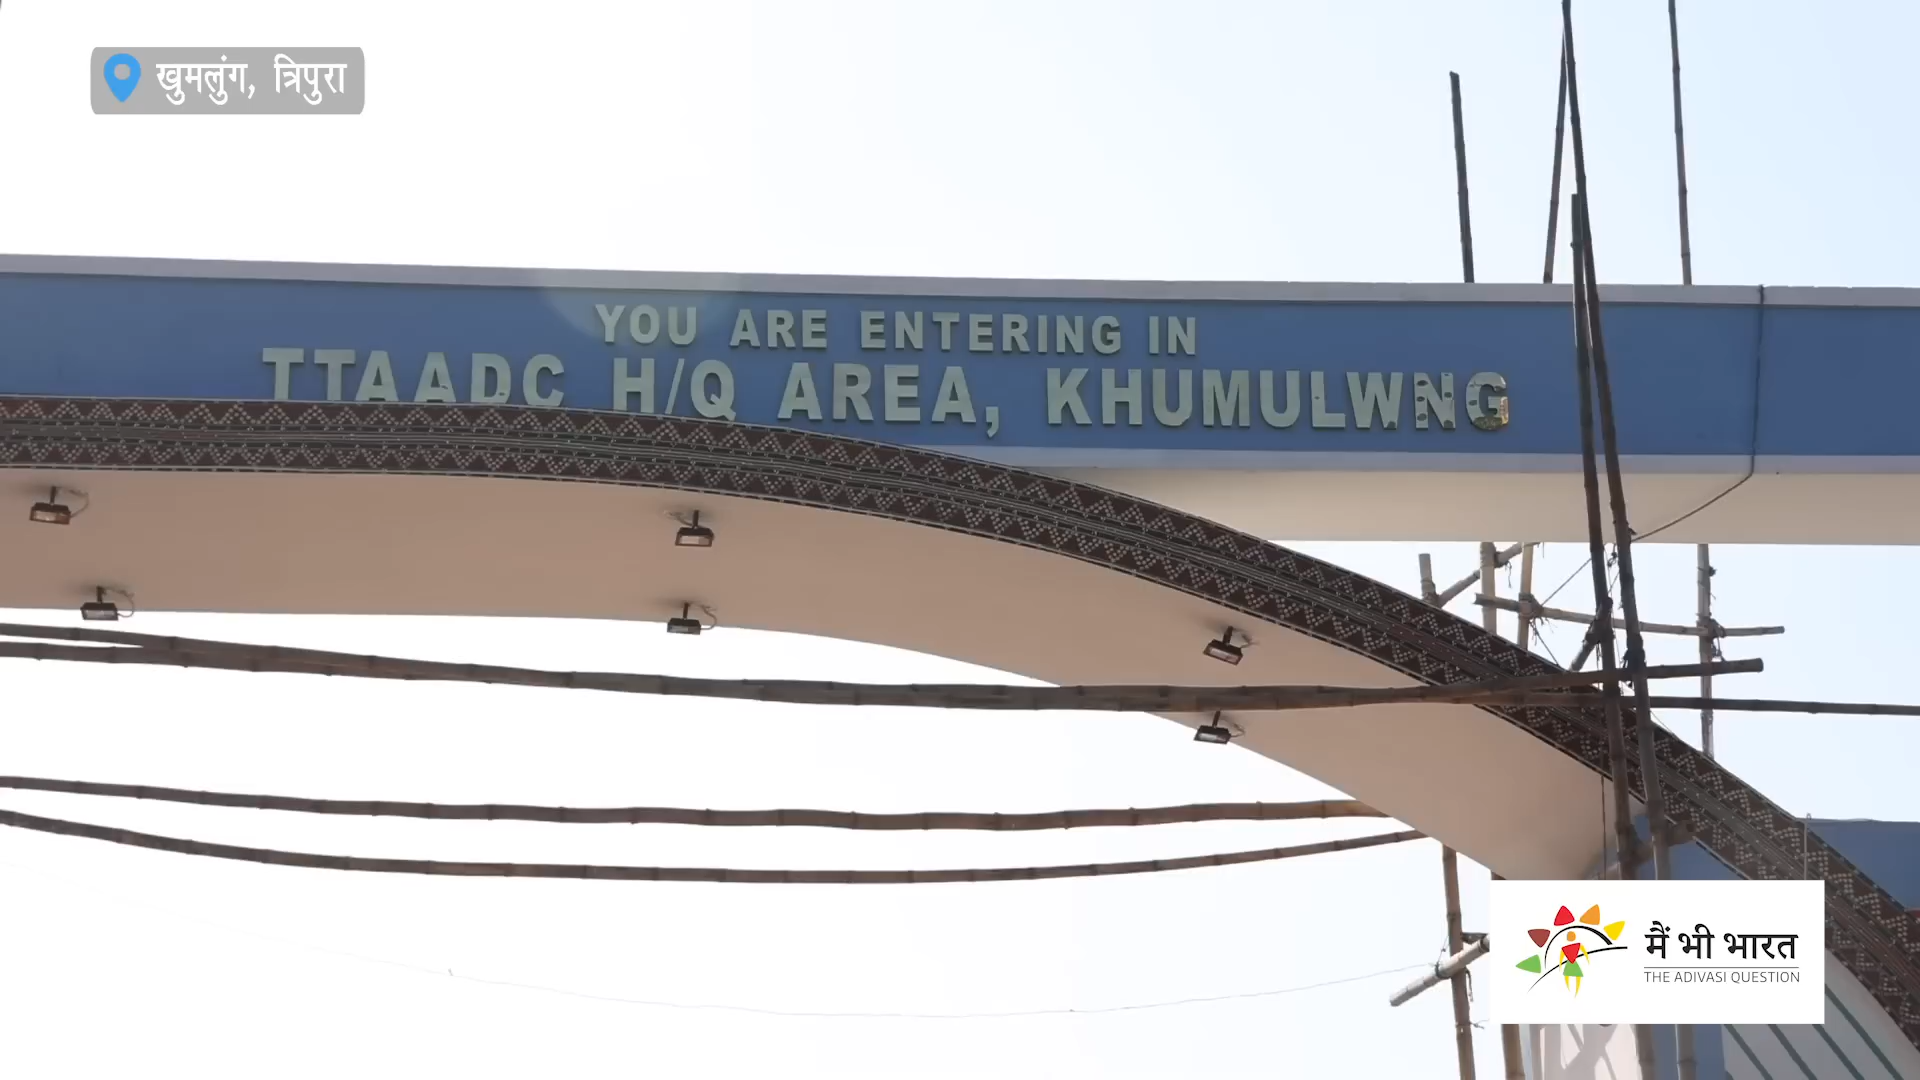 खुमलुंग, त्रिपुरा
YOU ARE ENTERING IN
TTAADC H/Q AREA, KHUMULWNG
मैं भी भारत
THE ADIVASI QUESTION